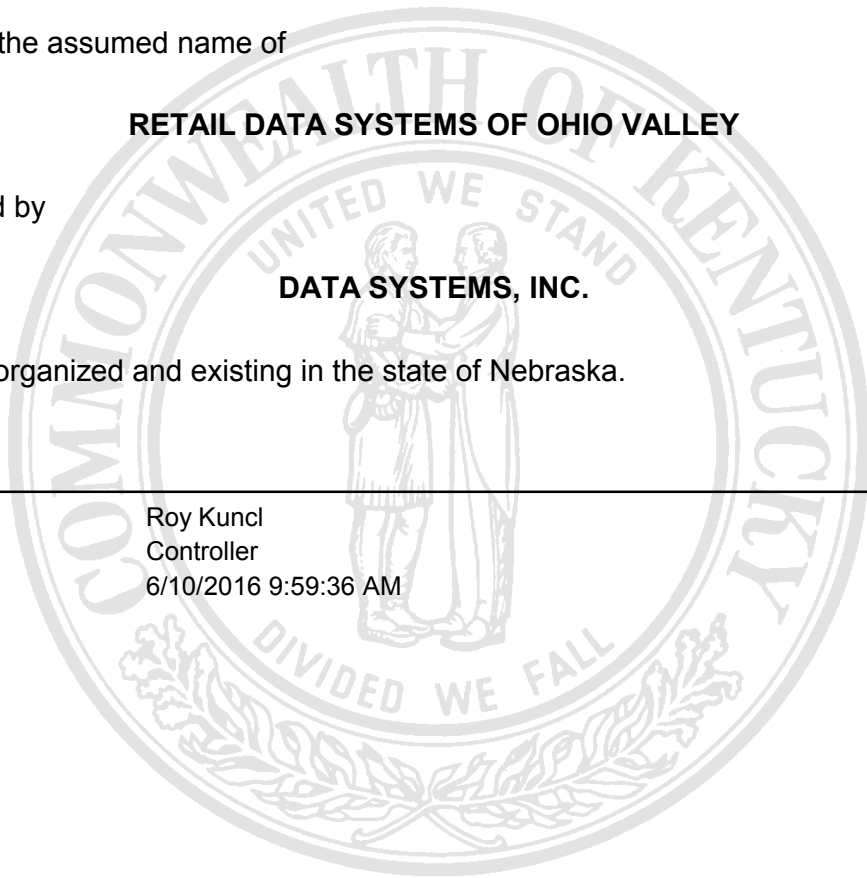 the assumed name of
RETAIL DATA SYSTEMS OF OHIO VALLEY
d by
DATA SYSTEMS, INC.
organized and existing in the state of Nebraska.
Roy Kuncl
Controller
6/10/2016 9:59:36 AM
COMMONWEALTH OF KENTUCKY
UNITED WE STAND
DIVIDED WE FALL